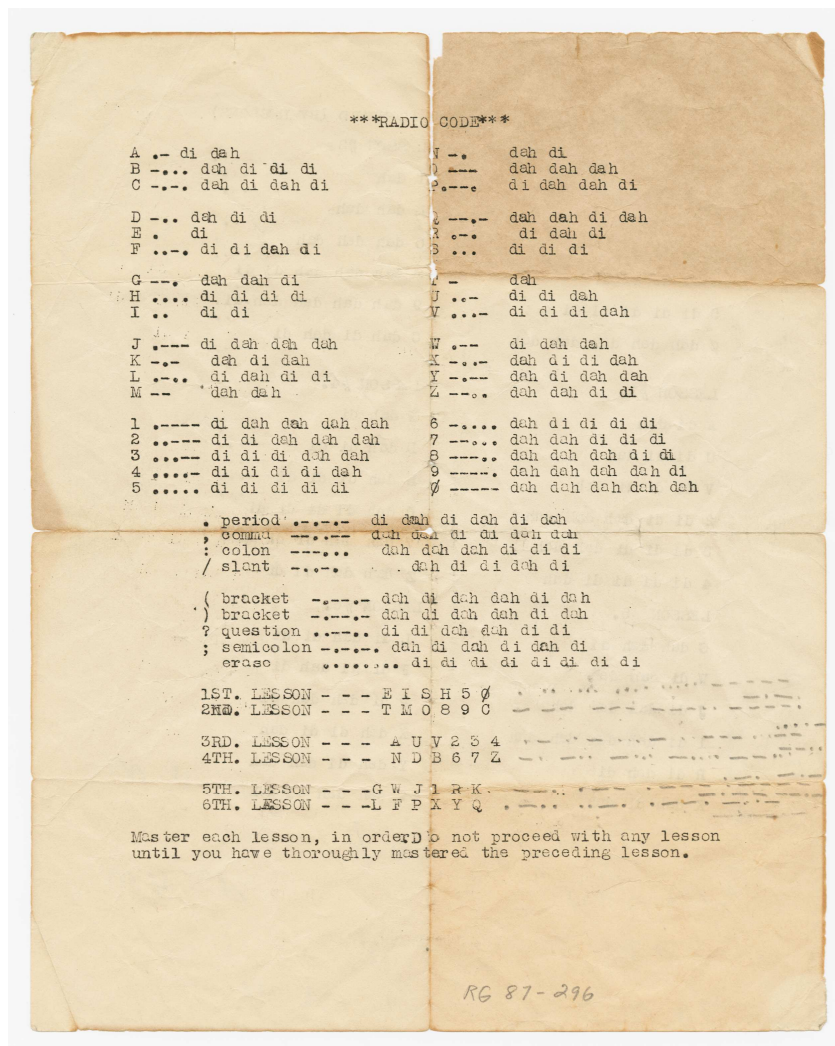 ***RADIO CODE***
A .- di dah N -. dah di
B -... dah di di di O --- dah dah dah
C -.-. dah di dah di P.--. di dah dah di
D -.. dah di di Q --.- dah dah di dah
E . di R .-. di dah di
F ..-. di di dah di S ... di di di
G --. dah dah di T - dah
H .... di di di di U ..- di di dah
I .. di di V ...- di di di dah
J .--- di dah dah dah W .-- di dah dah
K -.- dah di dah X -..- dah di di dah
L .-.. di dah di di Y -.-- dah di dah dah
M -- dah dah Z --.. dah dah di di
1 .---- di dah dah dah dah 6 -.... dah di di di di
2 ..--- di di dah dah dah 7 --... dah dah di di di
3 ...-- di di di dah dah 8 ---.. dah dah dah di di
4 ....- di di di di dah 9 ----. dah dah dah dah di
5 ..... di di di di di Ø ----- dah dah dah dah dah
. period .-.-.- di dah di dah di dah
, comma --..-- dah dah di di dah dah
: colon ---... dah dah dah di di di
/ slant -..-. . dah di di dah di
( bracket -.--.- dah di dah dah di dah
) bracket -.--.- dah di dah dah di dah
? question ..--.. di di dah dah di di
; semicolon -.-.-. dah di dah di dah di
erase ........ di di di di di di di di
1ST. LESSON - - - E I S H 5 Ø
2ND. LESSON - - - T M O 8 9 C
3RD. LESSON - - - A U V 2 3 4
4TH. LESSON - - - N D B 6 7 Z
5TH. LESSON - - -G W J 1 R K.
6TH. LESSON - - -L F P X Y Q
Master each lesson, in order Do not proceed with any lesson
until you have thoroughly mastered the preceding lesson.
RG 87-296